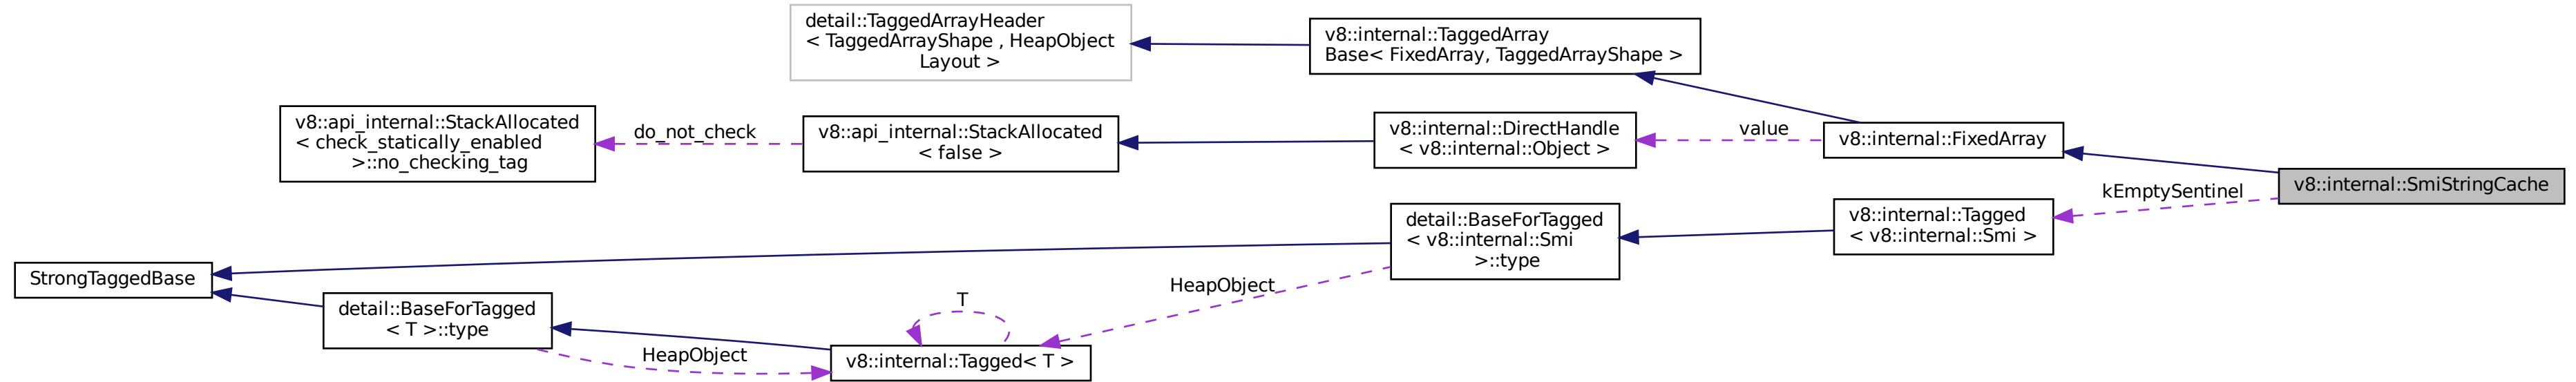 detail::TaggedArrayHeader
< TaggedArrayShape , HeapObject
Layout >
v8::internal::TaggedArray
Base< FixedArray, TaggedArrayShape >
v8::api_internal::StackAllocated
< check_statically_enabled
>::no_checking_tag
do_not_check
v8::api_internal::StackAllocated
< false >
v8::internal::DirectHandle
< v8::internal::Object >
value
v8::internal::FixedArray
v8::internal::SmiStringCache
kEmptySentinel
v8::internal::Tagged
< v8::internal::Smi >
detail::BaseForTagged
< v8::internal::Smi
>::type
StrongTaggedBase
HeapObject
detail::BaseForTagged
< T >::type
T
HeapObject
v8::internal::Tagged< T >